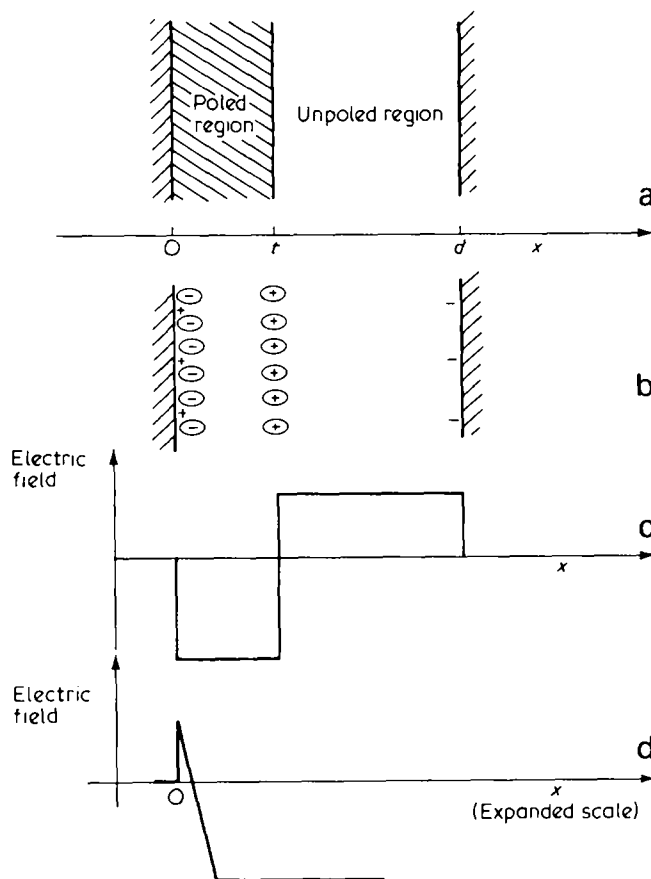 Poled
region
Unpoled region
a
O t d x
b
Electric
field
c
x
Electric
field
d
O x
(Expanded scale)